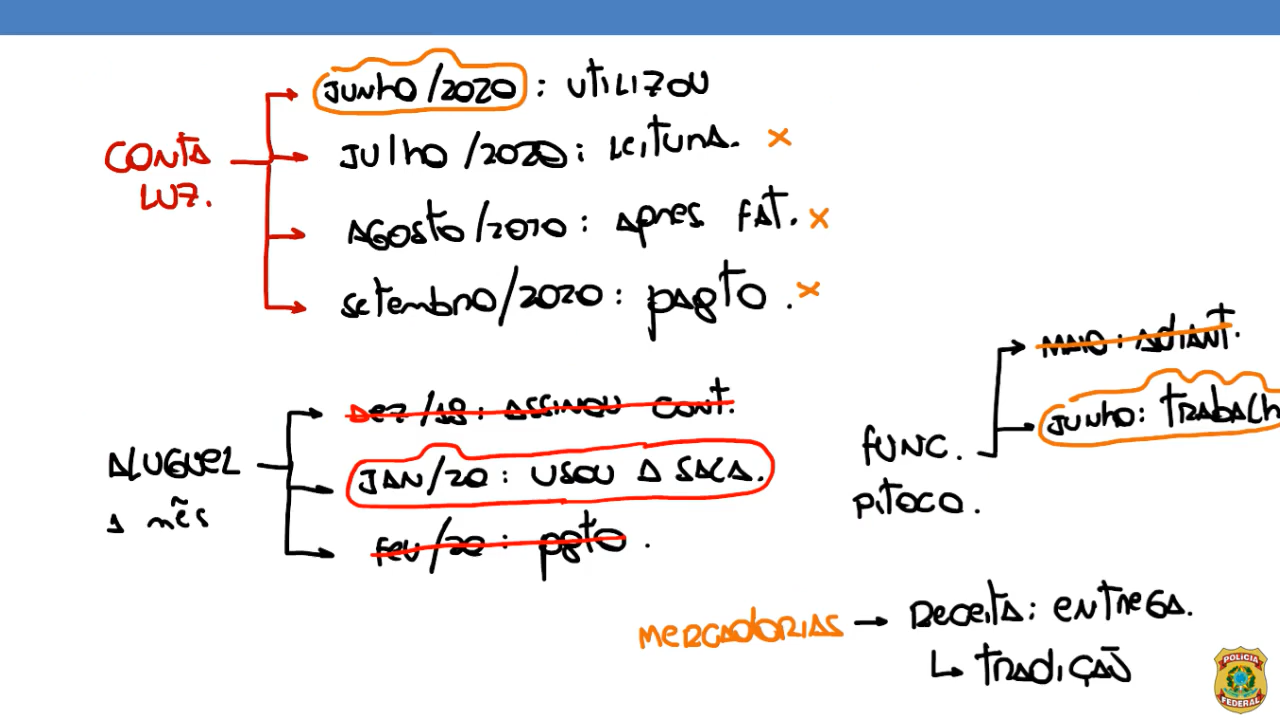 JUNHO/2020 : UTILIZOU
CONTA LUZ.
JULHO/2020 : LEITURA. x
AGOSTO/2020 : APRES FAT. x
SETEMBRO/2020 : PAGTO . x
MAIO : ADIANT.
JUNHO: TRABALH
FUNC.
PITOCO.
DEZ/19 : ASSINOU CONT.
ALUGUEL
1 MÊS
JAN/20 : USOU A SALA.
FEV/20 : PGTO .
MERCADORIAS → RECEITA: ENTREGA.
↳ TRADIÇÃO
POLÍCIA
FEDERAL